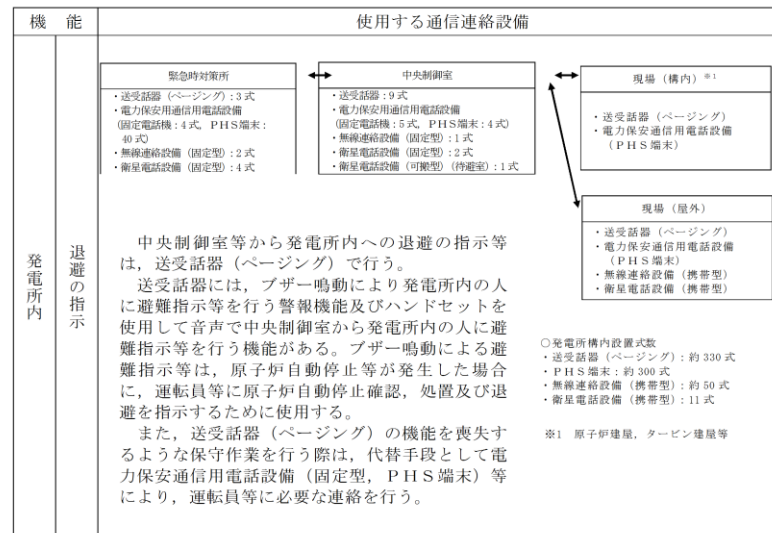 機　能
使用する通信連絡設備
発電所内
退避の指示
緊急時対策所
・送受話器（ページング）：3式
・電力保安用通信用電話設備
(固定電話機：4式，PHS端末：
40式)
・無線連絡設備（固定型）：2式
・衛星電話設備（固定型）：4式
中央制御室
・送受話器：9式
・電力保安用通信用電話設備
(固定電話機：5式，PHS端末：4式)
・無線連絡設備（固定型）：1式
・衛星電話設備（固定型）：2式
・衛星電話設備（可搬型）（待避室）：1式
現場（構内）※1
・送受話器（ページング）
・電力保安通信用電話設備
（ＰＨＳ端末）
現場（屋外）
・送受話器（ページング）
・電力保安通信用電話設備
（ＰＨＳ端末）
・無線連絡設備（携帯型）
・衛星電話設備（携帯型）
中央制御室等から発電所内への退避の指示等
は，送受話器（ページング）で行う。
送受話器には，ブザー鳴動により発電所内の人
に避難指示等を行う警報機能及びハンドセットを
使用して音声で中央制御室から発電所内の人に避
難指示等を行う機能がある。ブザー鳴動による避
難指示等は，原子炉自動停止等が発生した場合
に，運転員等に原子炉自動停止確認，処置及び退
避を指示するために使用する。
また，送受話器（ページング）の機能を喪失す
るような保守作業を行う際は，代替手段として電
力保安通信用電話設備（固定型，ＰＨＳ端末）等
により，運転員等に必要な連絡を行う。
○発電所構内設置式数
・送受話器（ページング）：約330式
・ＰＨＳ端末：約300式
・無線連絡設備（携帯型）：約50式
・衛星電話設備（携帯型）：11式
※1　原子炉建屋，タービン建屋等